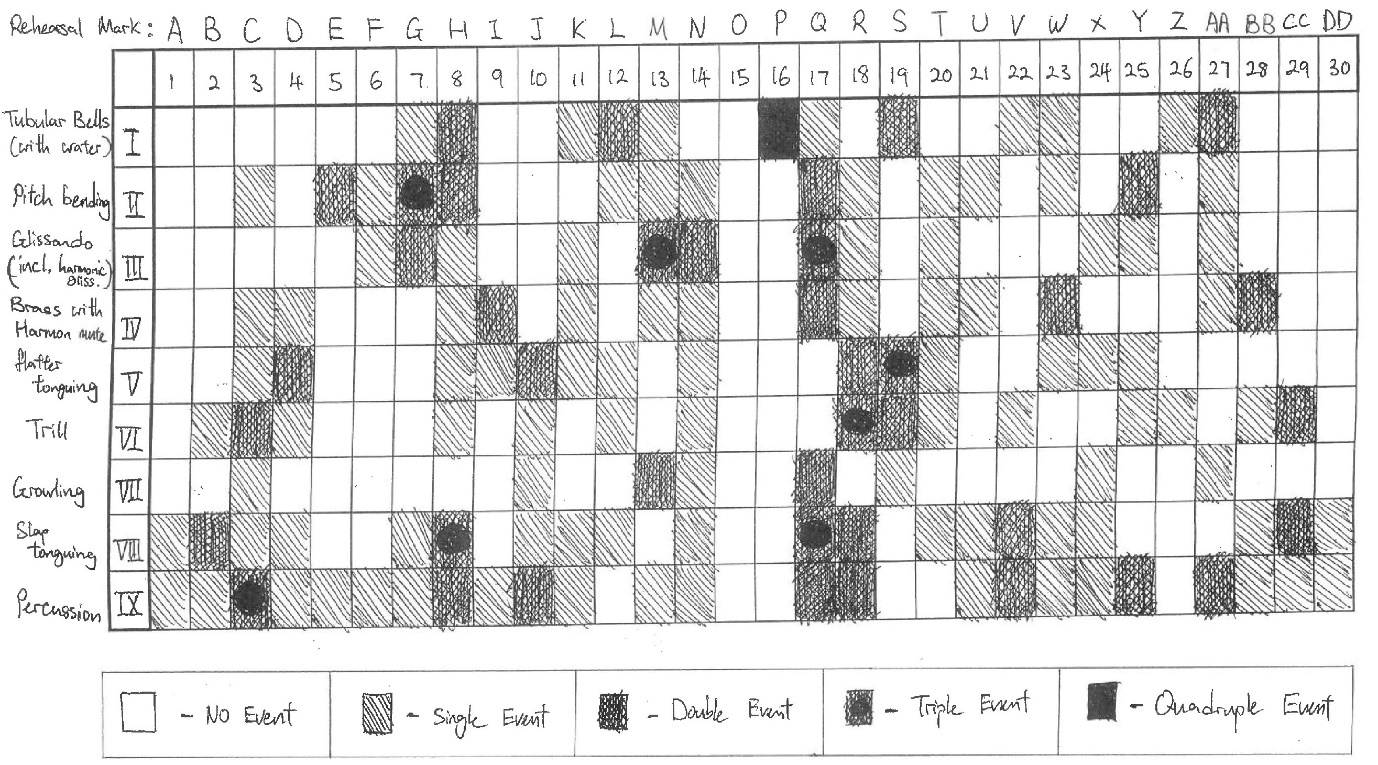 Rehearsal Mark: A B C D E F G H I J K L M N O P Q R S T U V W X Y Z AA BB CC DD
1 2 3 4 5 6 7 8 9 10 11 12 13 14 15 16 17 18 19 20 21 22 23 24 25 26 27 28 29 30
Tubular Bells
(with water)
I
Pitch bending
II
Glissando
(incl. harmonic
gliss.)
III
Brass with
Harmon mute
IV
flatter
tonguing
V
Trill
VI
Growling
VII
Slap
tonguing
VIII
Percussion
IX
- No Event
- Single Event
- Double Event
- Triple Event
- Quadruple Event